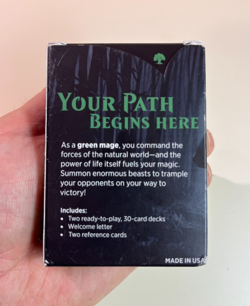 YOUR PATH
BEGINS HERE
As a green mage, you command the
forces of the natural world—and the
power of life itself fuels your magic.
Summon enormous beasts to trample
your opponents on your way to
victory!
Includes:
• Two ready-to-play, 30-card decks
• Welcome letter
• Two reference cards
MADE IN USA